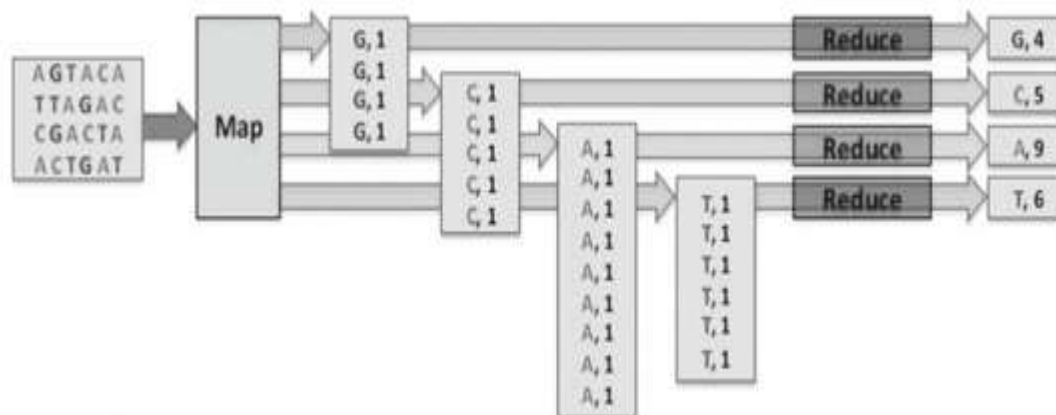 AGTACA
TTAGAC
CGACTA
ACTGAT
Map
G, 1
G, 1
G, 1
G, 1
C, 1
C, 1
C, 1
C, 1
C, 1
A, 1
A, 1
A, 1
A, 1
A, 1
A, 1
A, 1
A, 1
A, 1
T, 1
T, 1
T, 1
T, 1
T, 1
T, 1
Reduce
G, 4
Reduce
C, 5
Reduce
A, 9
Reduce
T, 6